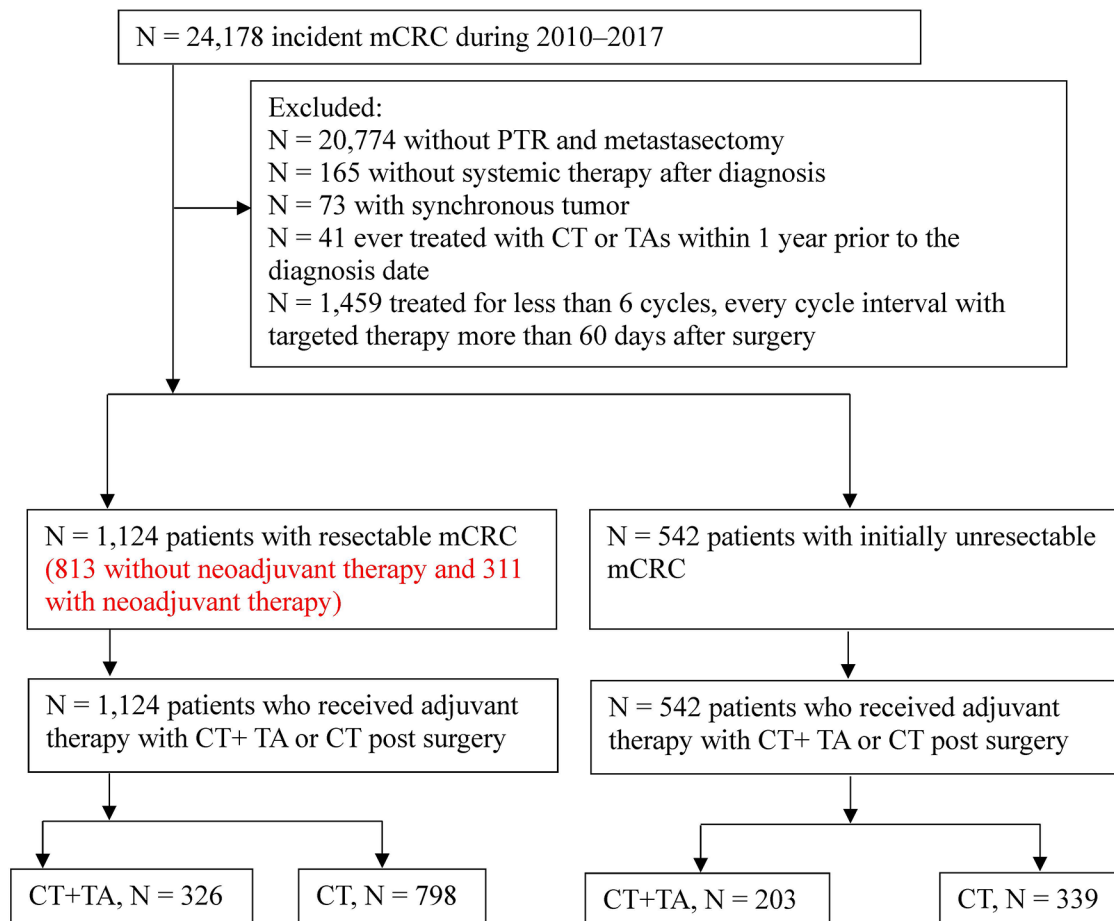 N = 24,178 incident mCRC during 2010–2017
Excluded:
N = 20,774 without PTR and metastasectomy
N = 165 without systemic therapy after diagnosis
N = 73 with synchronous tumor
N = 41 ever treated with CT or TAs within 1 year prior to the
diagnosis date
N = 1,459 treated for less than 6 cycles, every cycle interval with
targeted therapy more than 60 days after surgery
N = 1,124 patients with resectable mCRC
(813 without neoadjuvant therapy and 311
with neoadjuvant therapy)
N = 542 patients with initially unresectable
mCRC
N = 1,124 patients who received adjuvant
therapy with CT+ TA or CT post surgery
N = 542 patients who received adjuvant
therapy with CT+ TA or CT post surgery
CT+TA, N = 326
CT, N = 798
CT+TA, N = 203
CT, N = 339